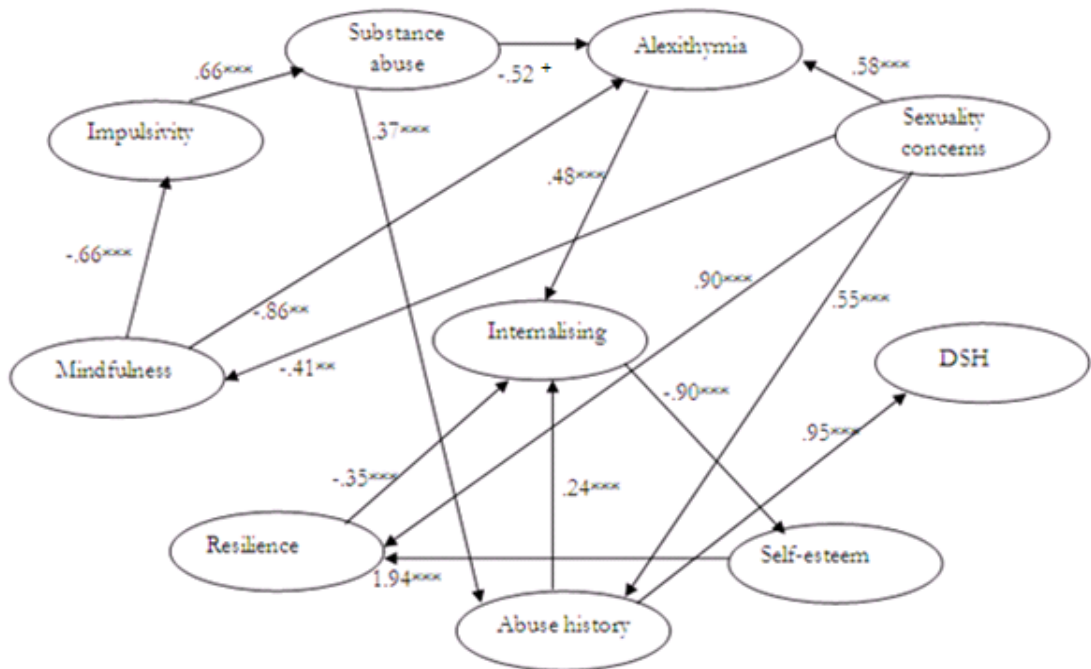 Substance
abuse
Alexithymia
.66***
-.52 +
.58***
Impulsivity
.37***
Sexuality
concerns
.48***
-.66***
.90***
.55***
-.86**
Internalising
DSH
Mindfulness
-.41**
-.90***
.95***
-.35***
.24***
Resilience
Self-esteem
1.94***
Abuse history